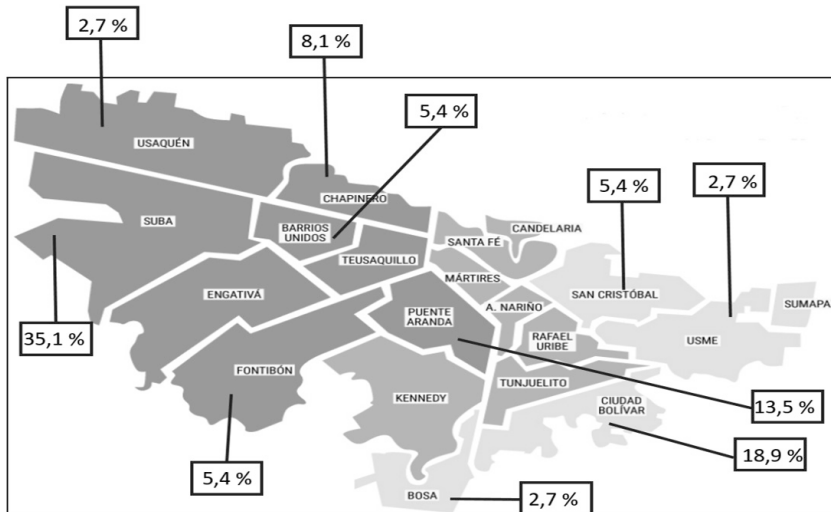 2,7 %
8,1 %
5,4 %
USAQUÉN
5,4 %
2,7 %
CHAPINERO
SUBA
BARRIOS
UNIDOS
SANTA FÉ
CANDELARIA
TEUSAQUILLO
MÁRTIRES
ENGATIVÁ
SAN CRISTÓBAL
SUMAPA
PUENTE
ARANDA
A. NARIÑO
RAFAEL
URIBE
USME
35,1 %
FONTIBÓN
TUNJUELITO
KENNEDY
CIUDAD
BOLÍVAR
13,5 %
18,9 %
5,4 %
BOSA
2,7 %